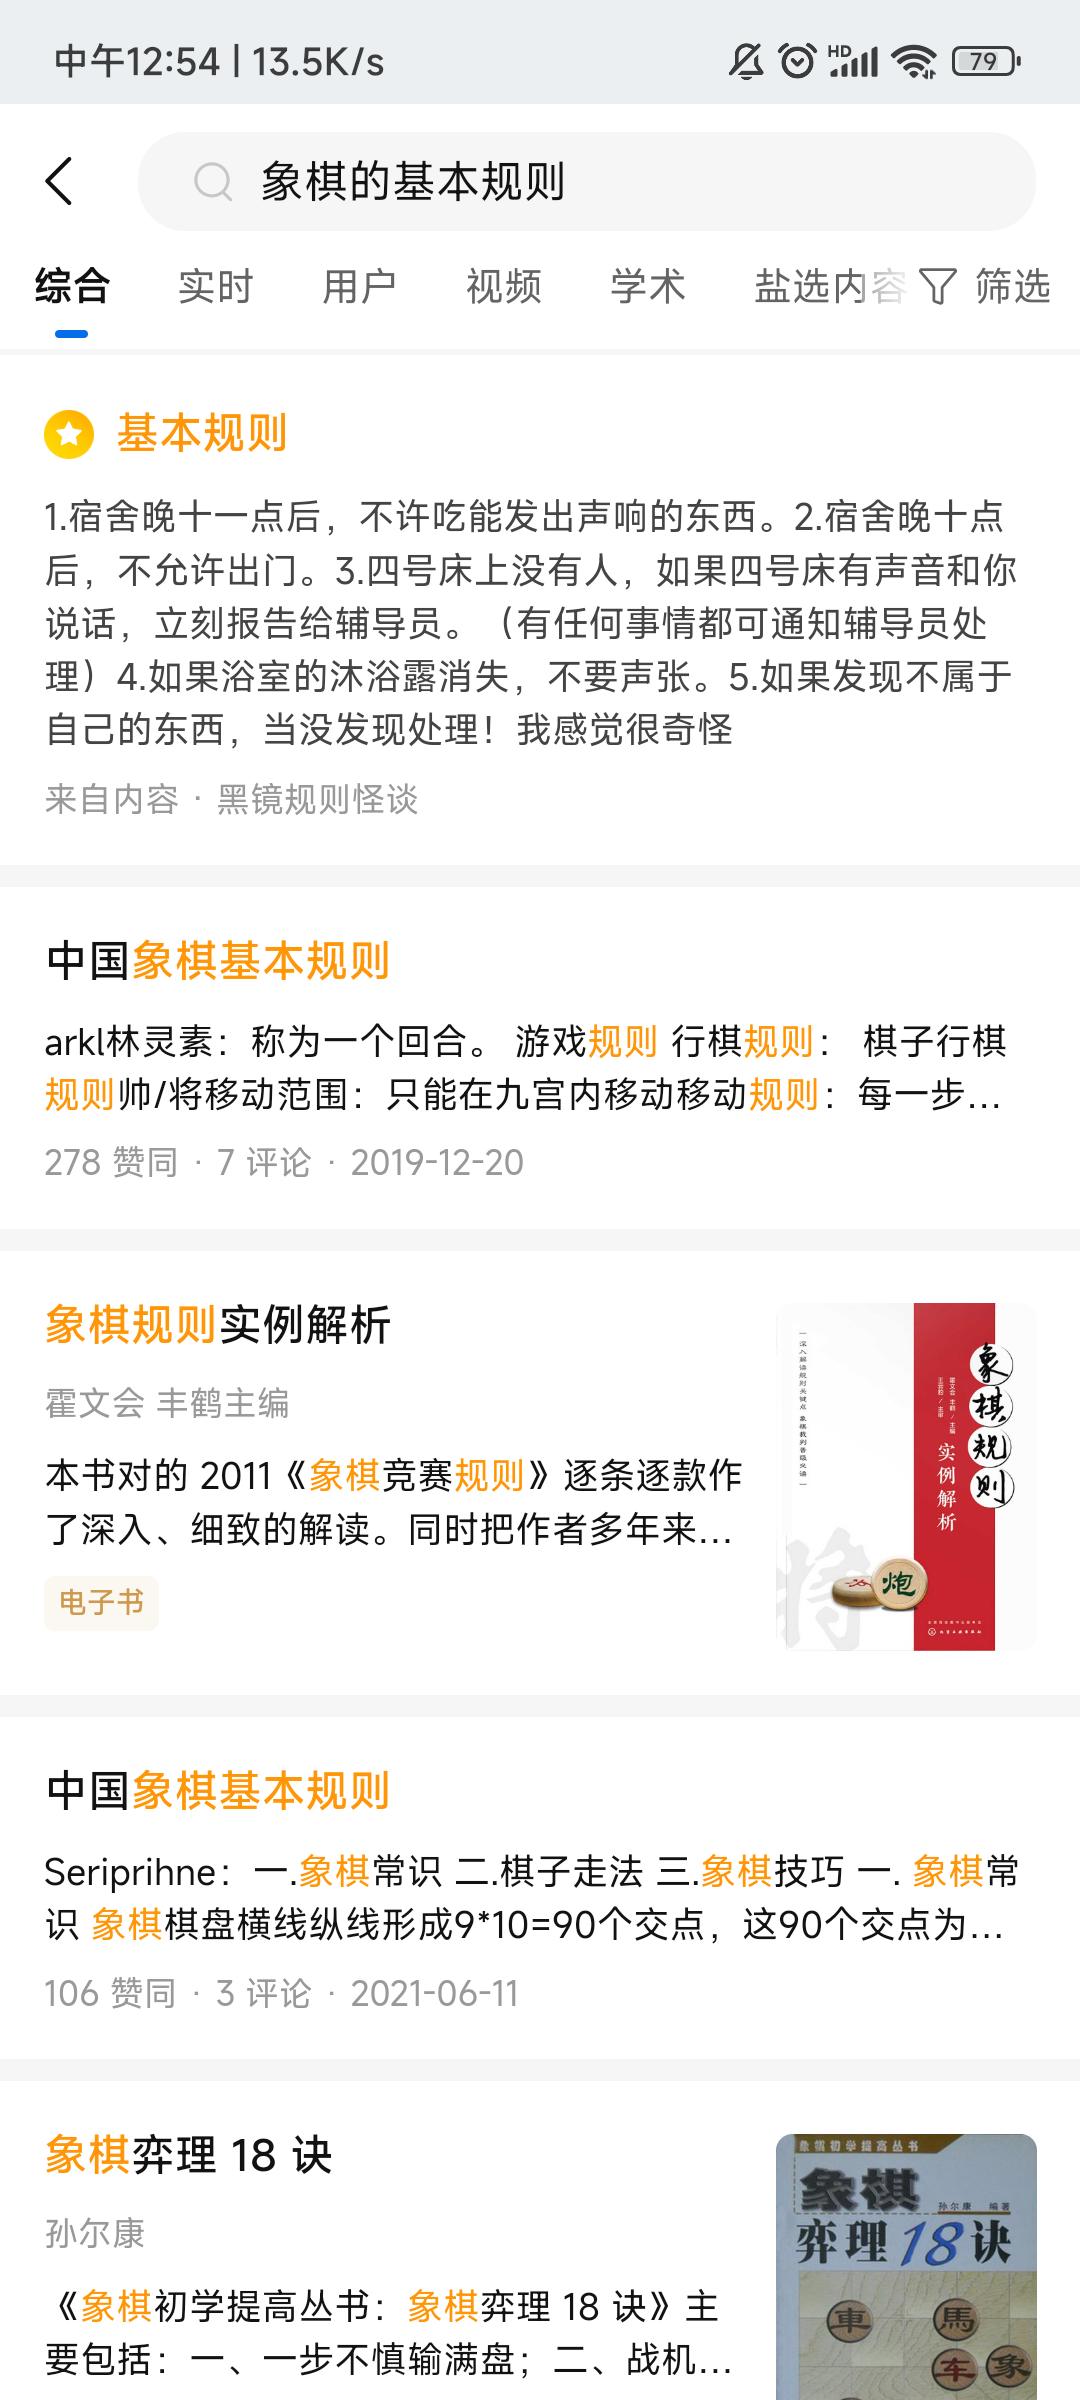 中午12:54 | 13.5K/s
HD
79
象棋的基本规则
综合 实时 用户 视频 学术 盐选内容 筛选
基本规则
1.宿舍晚十一点后，不许吃能发出声响的东西。2.宿舍晚十点
后，不允许出门。3.四号床上没有人，如果四号床有声音和你
说话，立刻报告给辅导员。（有任何事情都可通知辅导员处
理）4.如果浴室的沐浴露消失，不要声张。5.如果发现不属于
自己的东西，当没发现处理！我感觉很奇怪
来自内容 · 黑镜规则怪谈
中国象棋基本规则
arkl林灵素：称为一个回合。 游戏规则 行棋规则： 棋子行棋
规则帅/将移动范围：只能在九宫内移动移动规则：每一步...
278 赞同 · 7 评论 · 2019-12-20
象棋规则实例解析
霍文会 丰鹤主编
本书对的 2011《象棋竞赛规则》逐条逐款作
了深入、细致的解读。同时把作者多年来...
电子书
象棋规则
实例解析
将
炮
中国象棋基本规则
Seriprihne：一.象棋常识 二.棋子走法 三.象棋技巧 一. 象棋常
识 象棋棋盘横线纵线形成9*10=90个交点，这90个交点为...
106 赞同 · 3 评论 · 2021-06-11
象棋弈理 18 诀
孙尔康
《象棋初学提高丛书：象棋弈理 18 诀》主
要包括：一、一步不慎输满盘；二、战机...
象棋初学提高丛书
象棋
孙尔康 编著
弈理18诀
車 馬
车 象